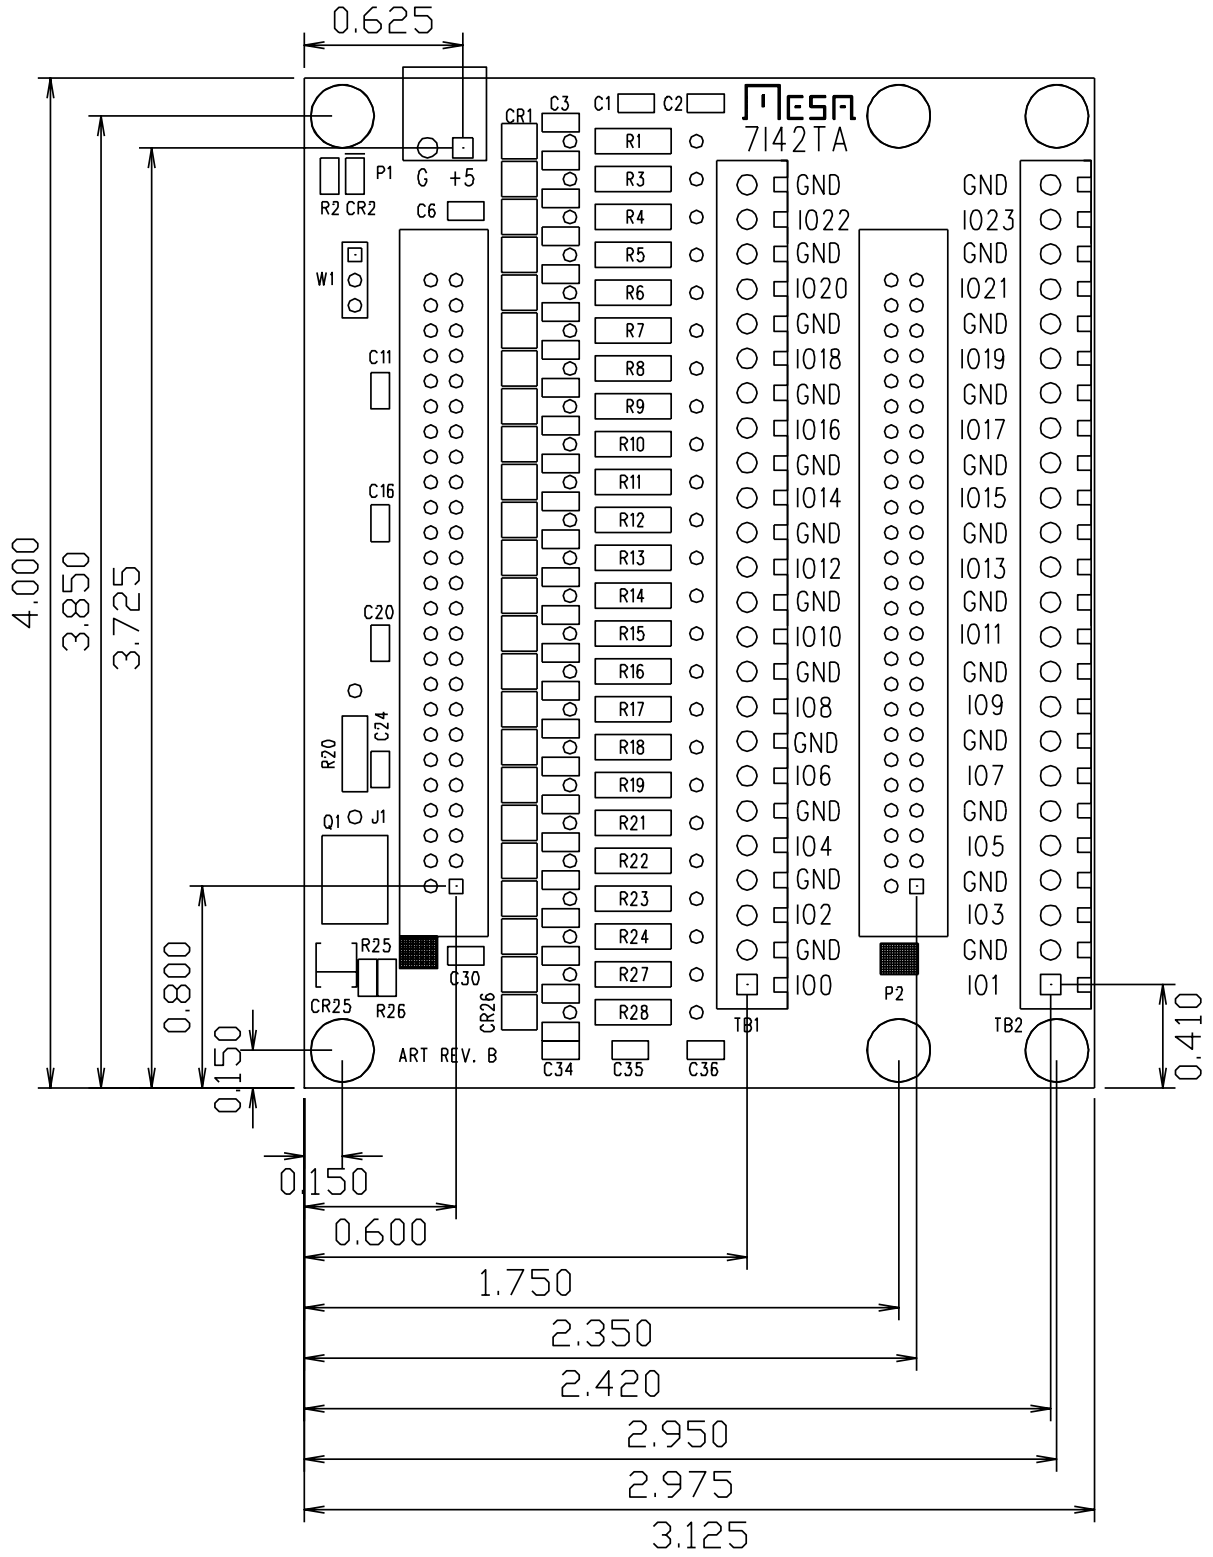 0.625
C3 C1 C2 MESA
CR1
7I42TA
R1
P1
G +5
R2 CR2
C6
W1
R3 GND GND
R4 IO22 IO23
R5 GND GND
R6 IO20 IO21
R7 GND GND
C11 R8 IO18 IO19
R9 GND GND
R10 IO16 IO17
R11 GND GND
C16 R12 IO14 IO15
R13 GND GND
R14 IO12 IO13
C20 R15 GND GND
R16 IO10 IO11
R17 GND GND
R18 IO8 IO9
R20 C24 R19 GND GND
R21 IO6 IO7
Q1 J1 R22 GND GND
R23 IO4 IO5
R24 GND GND
R25 R27 IO2 IO3
C30 R28 GND GND
CR25 R26 CR26 IO0 P2 IO1
TB1 TB2
ART REV. B
C34 C35 C36
4.000
3.850
3.725
0.800
0.150
0.410
0.150
0.600
1.750
2.350
2.420
2.950
2.975
3.125